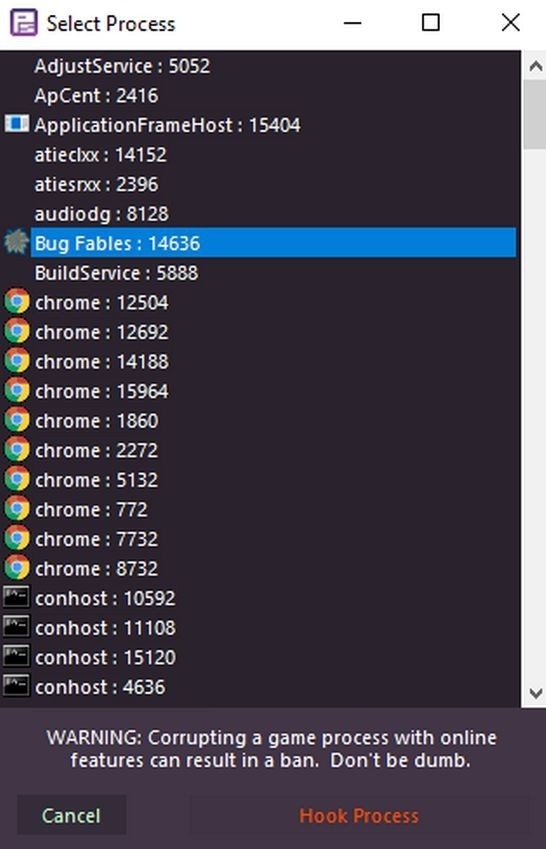 Select Process
AdjustService : 5052
ApCent : 2416
ApplicationFrameHost : 15404
atieclxx : 14152
atiesrxx : 2396
audiodg : 8128
Bug Fables : 14636
BuildService : 5888
chrome : 12504
chrome : 12692
chrome : 14188
chrome : 15964
chrome : 1860
chrome : 2272
chrome : 5132
chrome : 772
chrome : 7732
chrome : 8732
conhost : 10592
conhost : 11108
conhost : 15120
conhost : 4636
WARNING: Corrupting a game process with online
features can result in a ban.  Don't be dumb.
Cancel
Hook Process